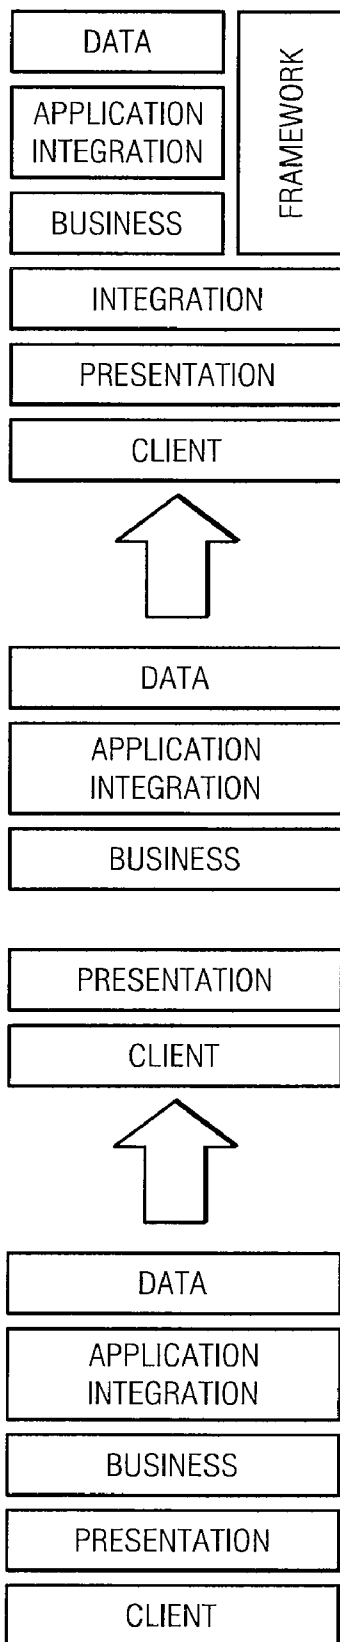 DATA
FRAMEWORK
APPLICATION
INTEGRATION
BUSINESS
INTEGRATION
PRESENTATION
CLIENT
DATA
APPLICATION
INTEGRATION
BUSINESS
PRESENTATION
CLIENT
DATA
APPLICATION
INTEGRATION
BUSINESS
PRESENTATION
CLIENT